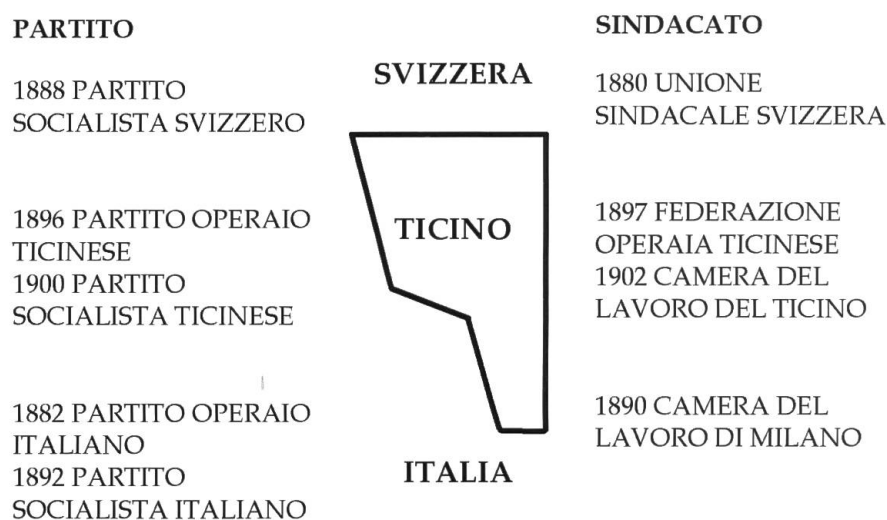 PARTITO
1888 PARTITO
SOCIALISTA SVIZZERO
1896 PARTITO OPERAIO
TICINESE
1900 PARTITO
SOCIALISTA TICINESE
1882 PARTITO OPERAIO
ITALIANO
1892 PARTITO
SOCIALISTA ITALIANO
SVIZZERA
TICINO
ITALIA
SINDACATO
1880 UNIONE
SINDACALE SVIZZERA
1897 FEDERAZIONE
OPERAIA TICINESE
1902 CAMERA DEL
LAVORO DEL TICINO
1890 CAMERA DEL
LAVORO DI MILANO